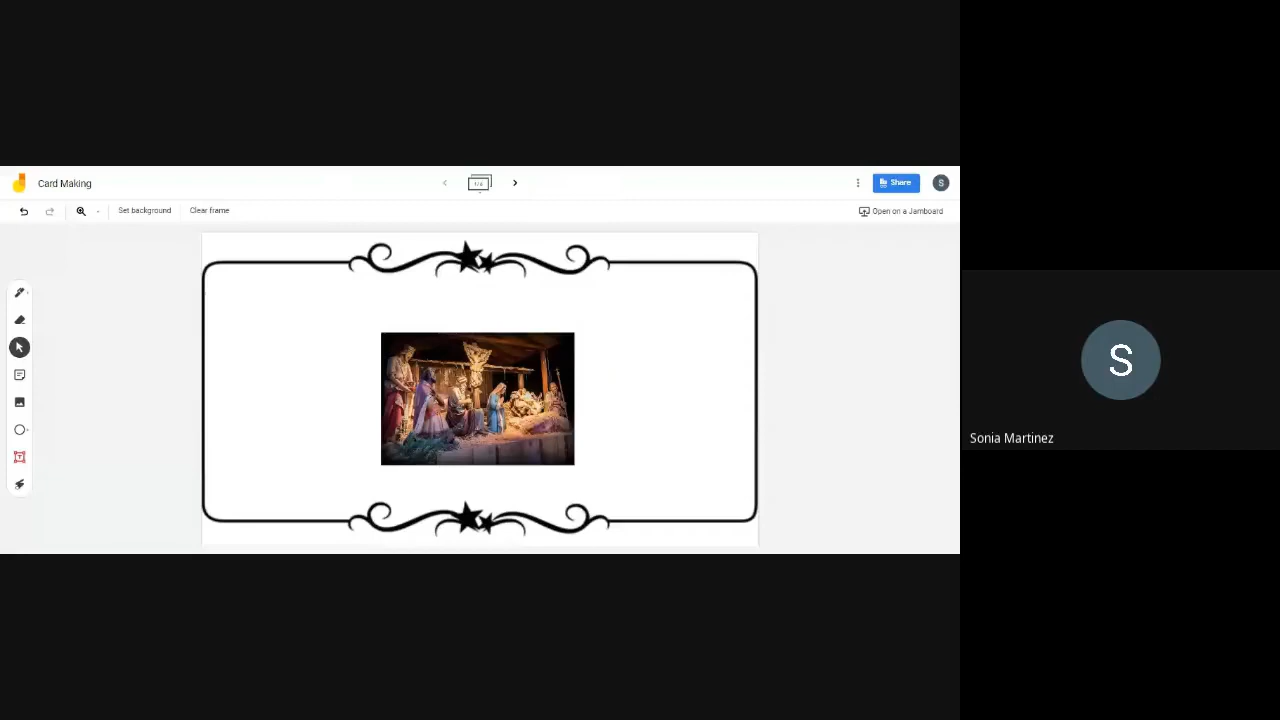 Card Making
Share
S
Set background
Clear frame
Open on a Jamboard
S
Sonia Martinez